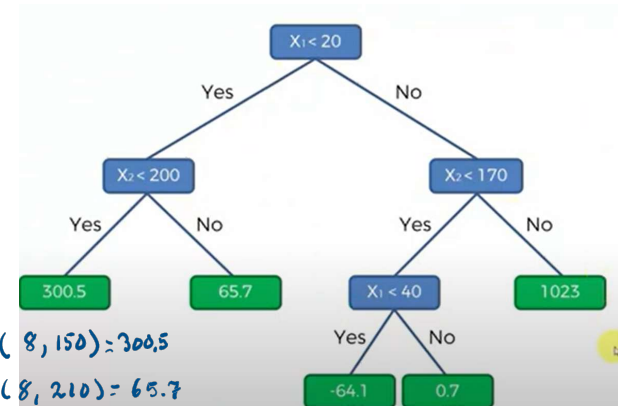 X₁ < 20
Yes
No
X₂ < 200
X₂ < 170
Yes
No
Yes
No
300.5
65.7
X₁ < 40
1023
( 8, 150) = 300.5
Yes
No
(8, 210) = 65.7
-64.1
0.7